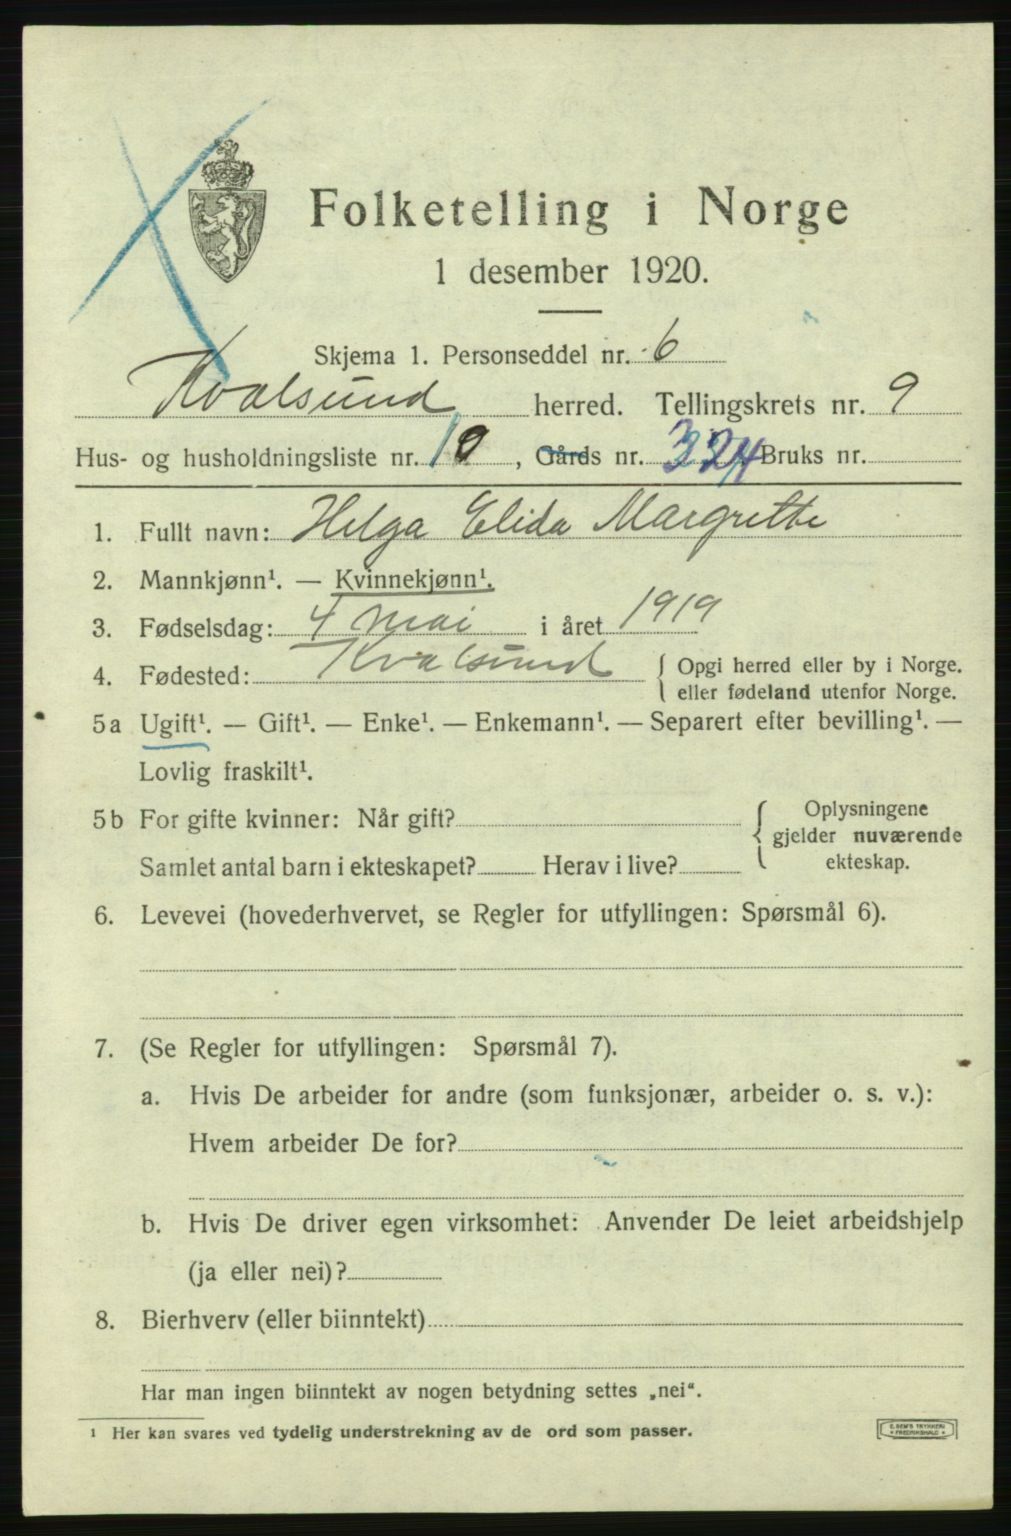 Folketelling i Norge
1 desember 1920.
Skjema 1. Personseddel nr. 6
Kvalsund herred. Tellingskrets nr. 9
Hus- og husholdningsliste nr. 10, Gårds nr. 324 Bruks nr.
1. Fullt navn: Helga Elida Margrethe
2. Mannkjønn¹. — Kvinnekjønn¹.
3. Fødselsdag: 4 mai i året 1919
4. Fødested: Kvalsund { Opgi herred eller by i Norge.
eller fødeland utenfor Norge.
5a Ugift¹. — Gift¹. — Enke¹. — Enkemann¹. — Separert efter bevilling¹. —
Lovlig fraskilt¹.
5b For gifte kvinner: Når gift? { Oplysningene
gjelder nuværende
Samlet antal barn i ekteskapet? Herav i live? ekteskap.
6. Levevei (hovederhvervet, se Regler for utfyllingen: Spørsmål 6).
7. (Se Regler for utfyllingen: Spørsmål 7).
a. Hvis De arbeider for andre (som funksjonær, arbeider o. s. v.):
Hvem arbeider De for?
b. Hvis De driver egen virksomhet: Anvender De leiet arbeidshjelp
(ja eller nei)?
8. Bierhverv (eller biinntekt)
Har man ingen biinntekt av nogen betydning settes „nei“.
¹ Her kan svares ved tydelig understrekning av de ord som passer.
FREDRIKSHALD